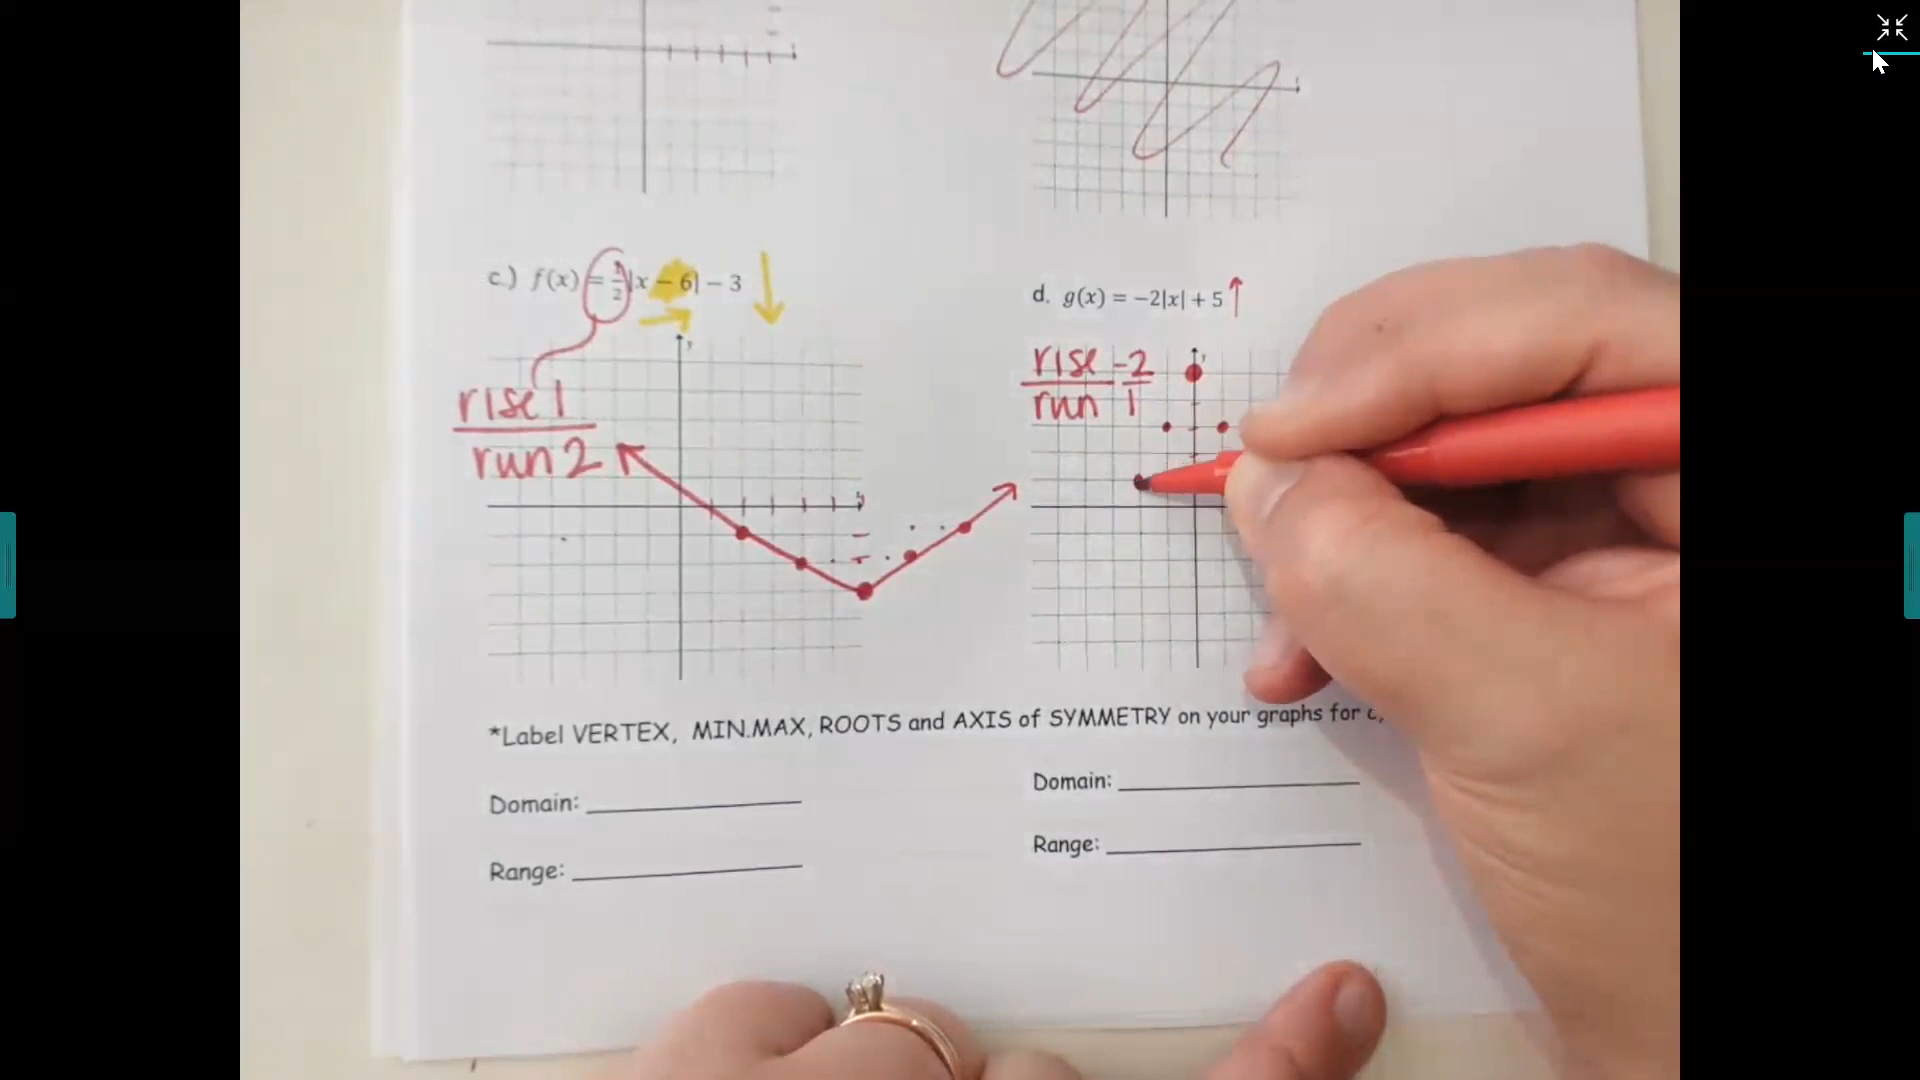 c.) f(x) = 1/2|x − 6| − 3
d. g(x) = −2|x| + 5
rise 1
run 2
rise -2
run 1
y
*Label VERTEX, MIN.MAX, ROOTS and AXIS of SYMMETRY on your graphs for c,
Domain:
Range:
Domain:
Range: